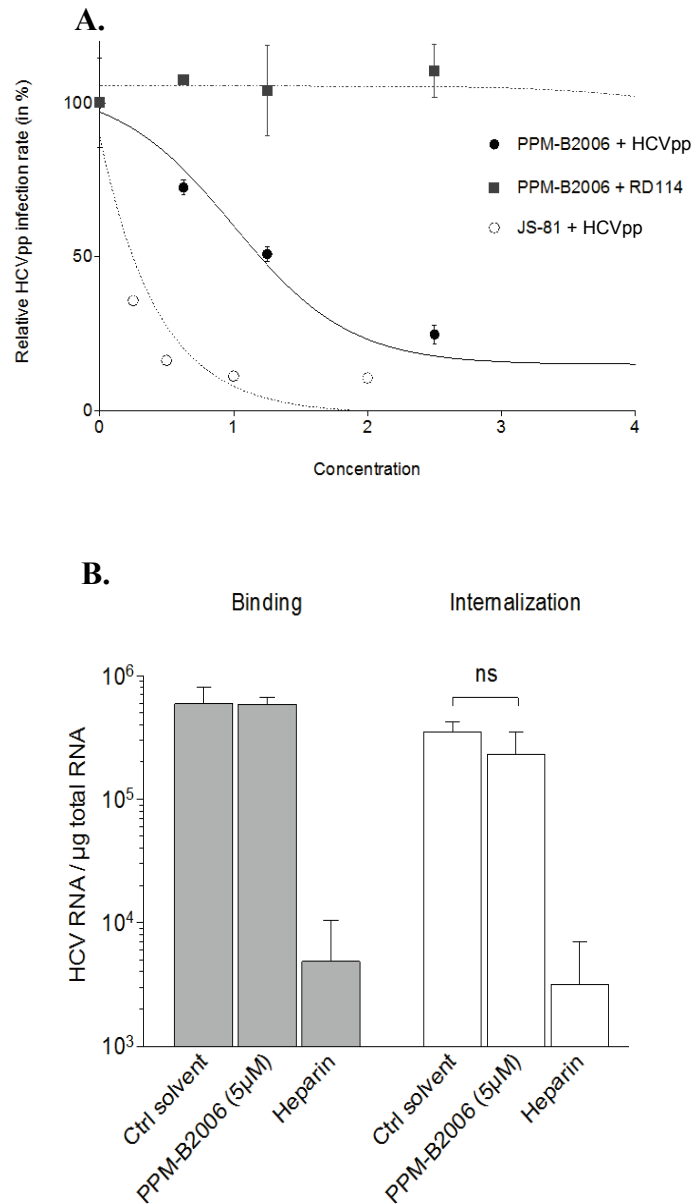 A.
Relative HCVpp infection rate (in %)
100
50
0
0
1
2
3
4
Concentration
PPM-B2006 + HCVpp
PPM-B2006 + RD114
JS-81 + HCVpp
B.
Binding
Internalization
HCV RNA / µg total RNA
10⁶
10⁵
10⁴
10³
ns
Ctrl solvent
PPM-B2006 (5µM)
Heparin
Ctrl solvent
PPM-B2006 (5µM)
Heparin